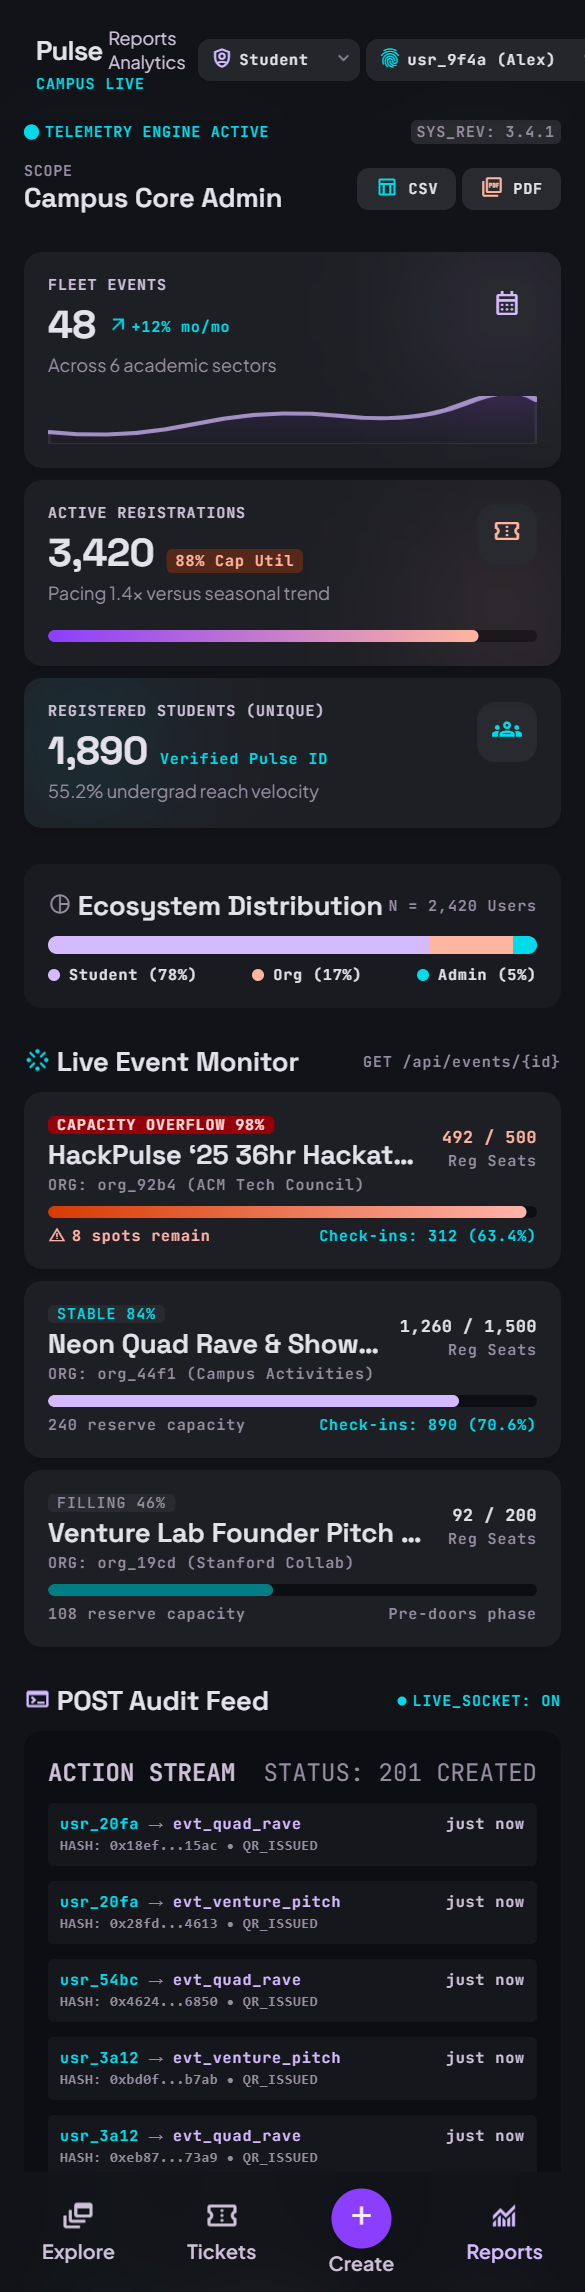 Pulse
Reports
Analytics
CAMPUS LIVE
Student
usr_9f4a (Alex)
TELEMETRY ENGINE ACTIVE
SYS_REV: 3.4.1
SCOPE
Campus Core Admin
CSV
PDF
FLEET EVENTS
48
+12% mo/mo
Across 6 academic sectors
ACTIVE REGISTRATIONS
3,420
88% Cap Util
Pacing 1.4x versus seasonal trend
REGISTERED STUDENTS (UNIQUE)
1,890
Verified Pulse ID
55.2% undergrad reach velocity
Ecosystem Distribution
N = 2,420 Users
Student (78%)
Org (17%)
Admin (5%)
Live Event Monitor
GET /api/events/{id}
CAPACITY OVERFLOW 98%
HackPulse ‘25 36hr Hackat...
492 / 500
Reg Seats
ORG: org_92b4 (ACM Tech Council)
8 spots remain
Check-ins: 312 (63.4%)
STABLE 84%
Neon Quad Rave & Show...
1,260 / 1,500
Reg Seats
ORG: org_44f1 (Campus Activities)
240 reserve capacity
Check-ins: 890 (70.6%)
FILLING 46%
Venture Lab Founder Pitch ...
92 / 200
Reg Seats
ORG: org_19cd (Stanford Collab)
108 reserve capacity
Pre-doors phase
POST Audit Feed
LIVE_SOCKET: ON
ACTION STREAM
STATUS: 201 CREATED
usr_20fa → evt_quad_rave just now
HASH: 0x18ef...15ac • QR_ISSUED
usr_20fa → evt_venture_pitch just now
HASH: 0x28fd...4613 • QR_ISSUED
usr_54bc → evt_quad_rave just now
HASH: 0x4624...6850 • QR_ISSUED
usr_3a12 → evt_venture_pitch just now
HASH: 0xbd0f...b7ab • QR_ISSUED
usr_3a12 → evt_quad_rave just now
HASH: 0xeb87...73a9 • QR_ISSUED
Explore
Tickets
Create
Reports